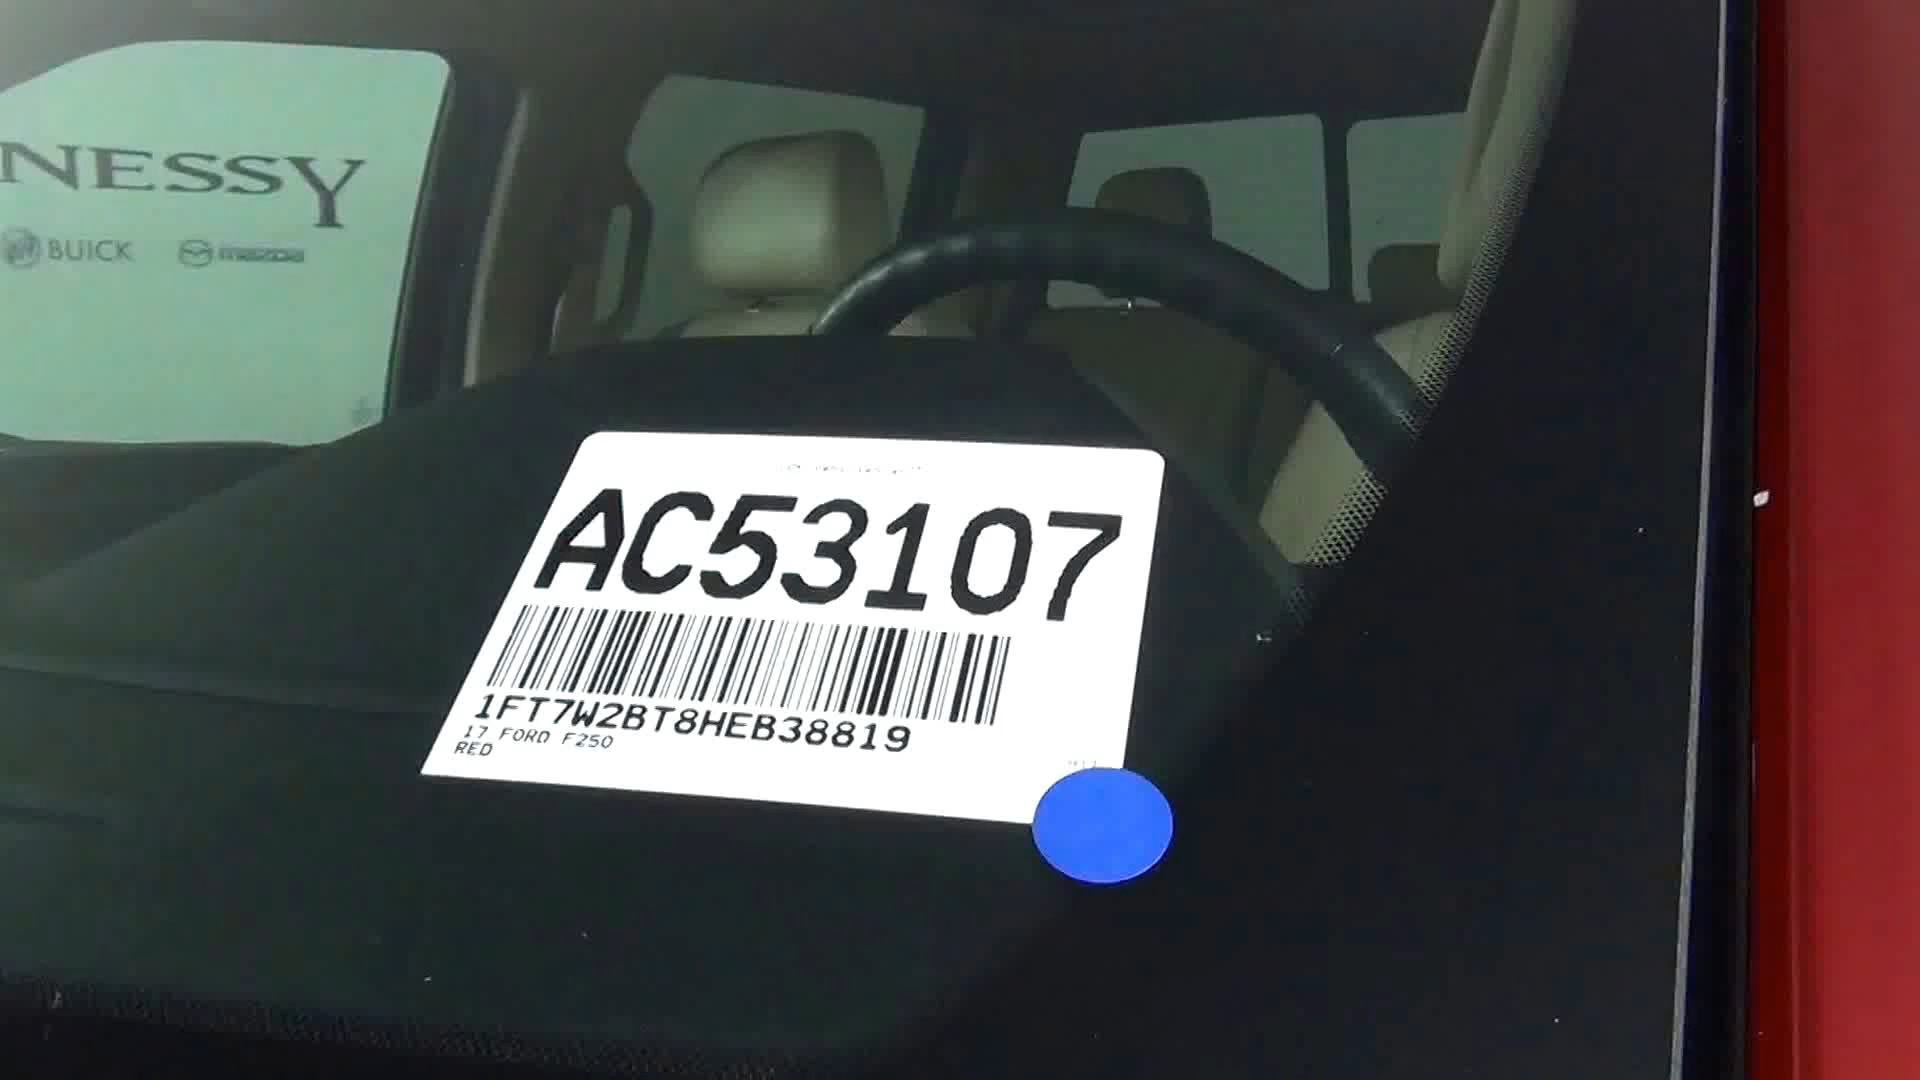 NESSY
BUICK mazda
AC53107
1FT7W2BT8HEB38819
17 FORD F250
RED